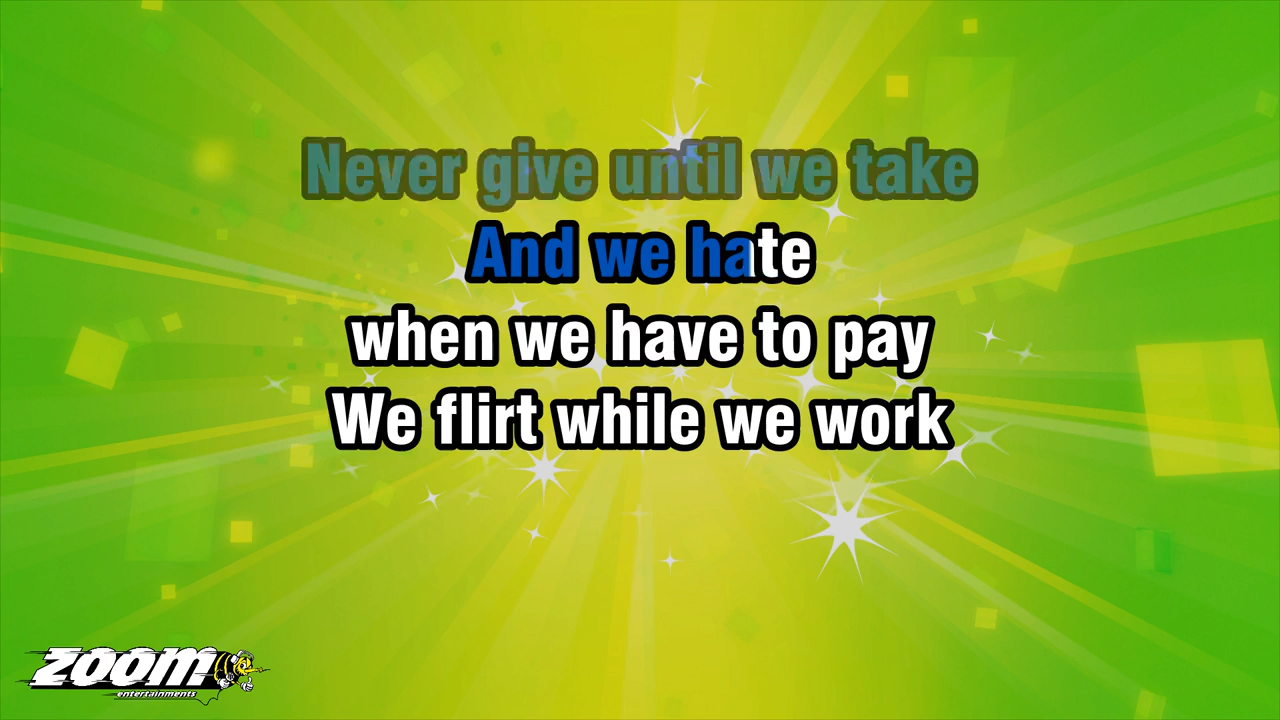 Never give until we take
And we hate
when we have to pay
We flirt while we work
zoom
entertainments